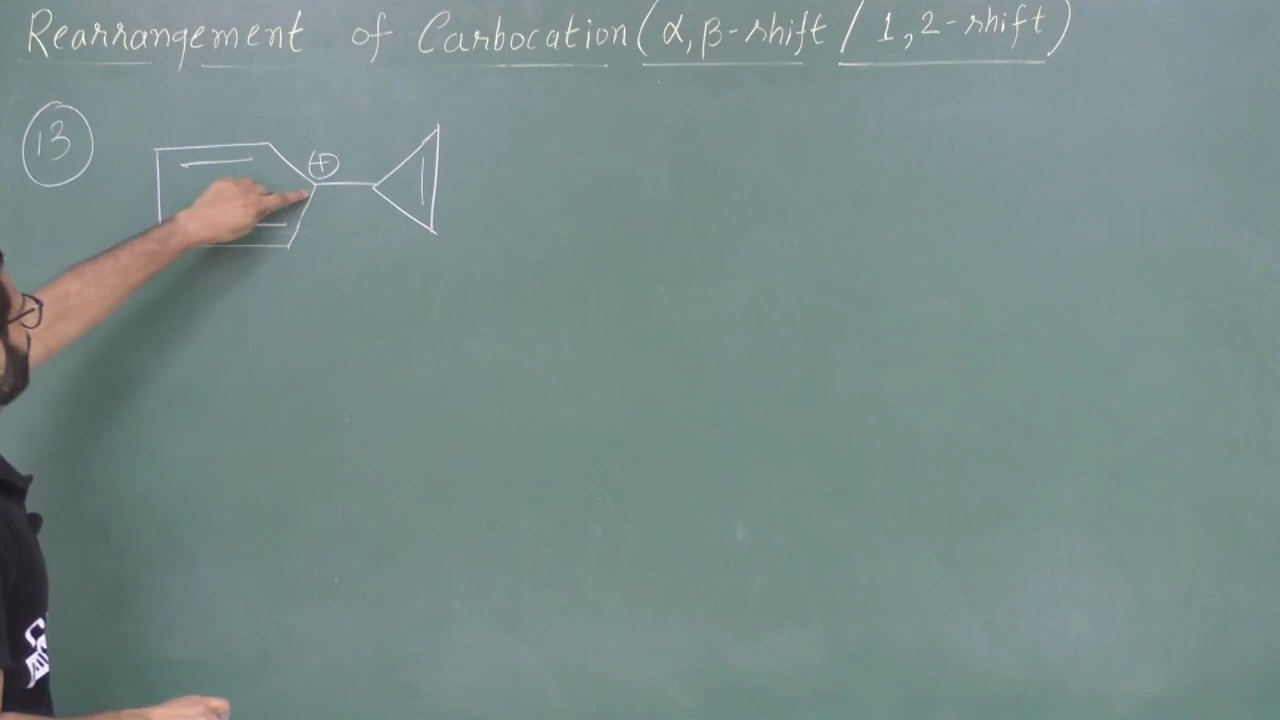 Rearrangement of Carbocation (α,β-shift / 1,2-shift)
13
⊕